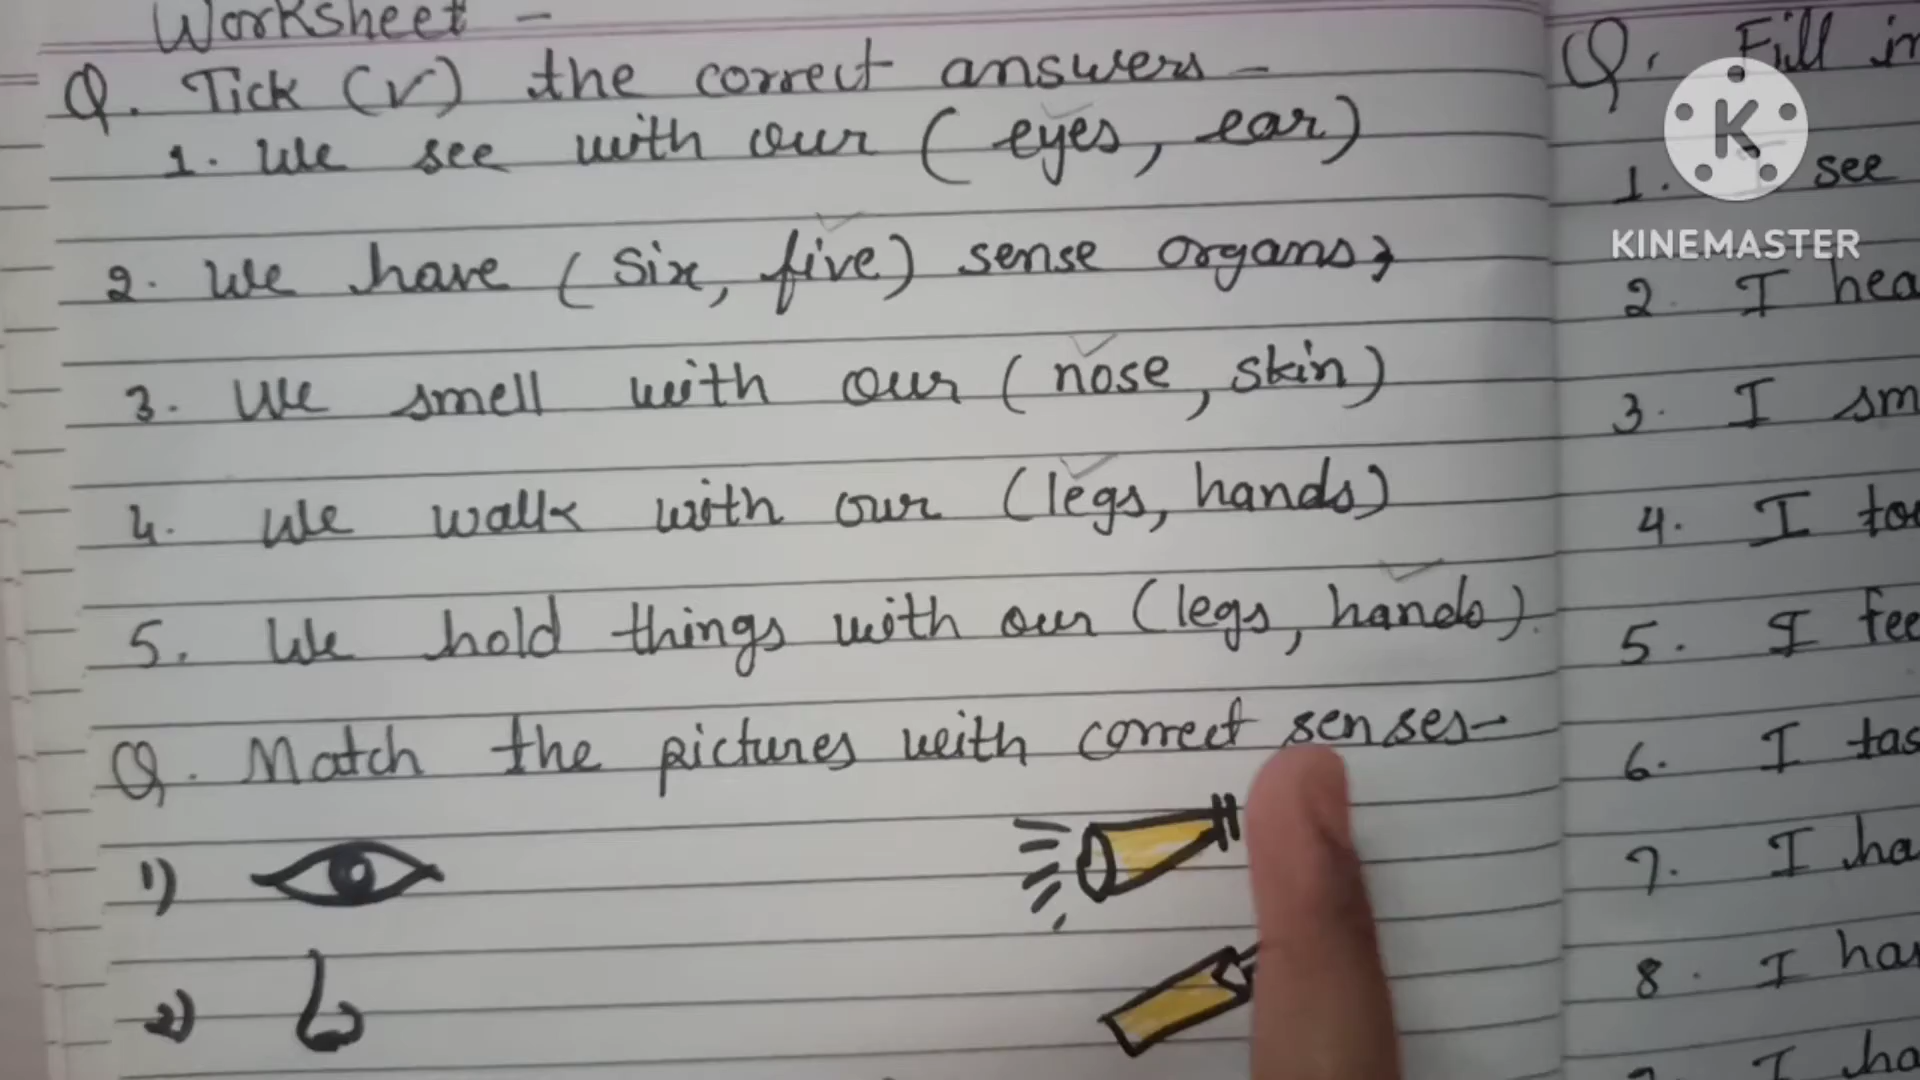 Worksheet -
Q. Tick (✓) the correct answers -
1. We see with our (eyes, ear)
2. We have (six, five) sense organs,
3. We smell with our (nose, skin)
4. We walk with our (legs, hands)
5. We hold things with our (legs, hands).
Q. Match the pictures with correct senses-
1)
2)
Q. Fill in
1. I see
2. I hea
3. I sm
4. I tou
5. I fee
6. I tas
7. I ha
8. I ha
I ha
K
KINEMASTER